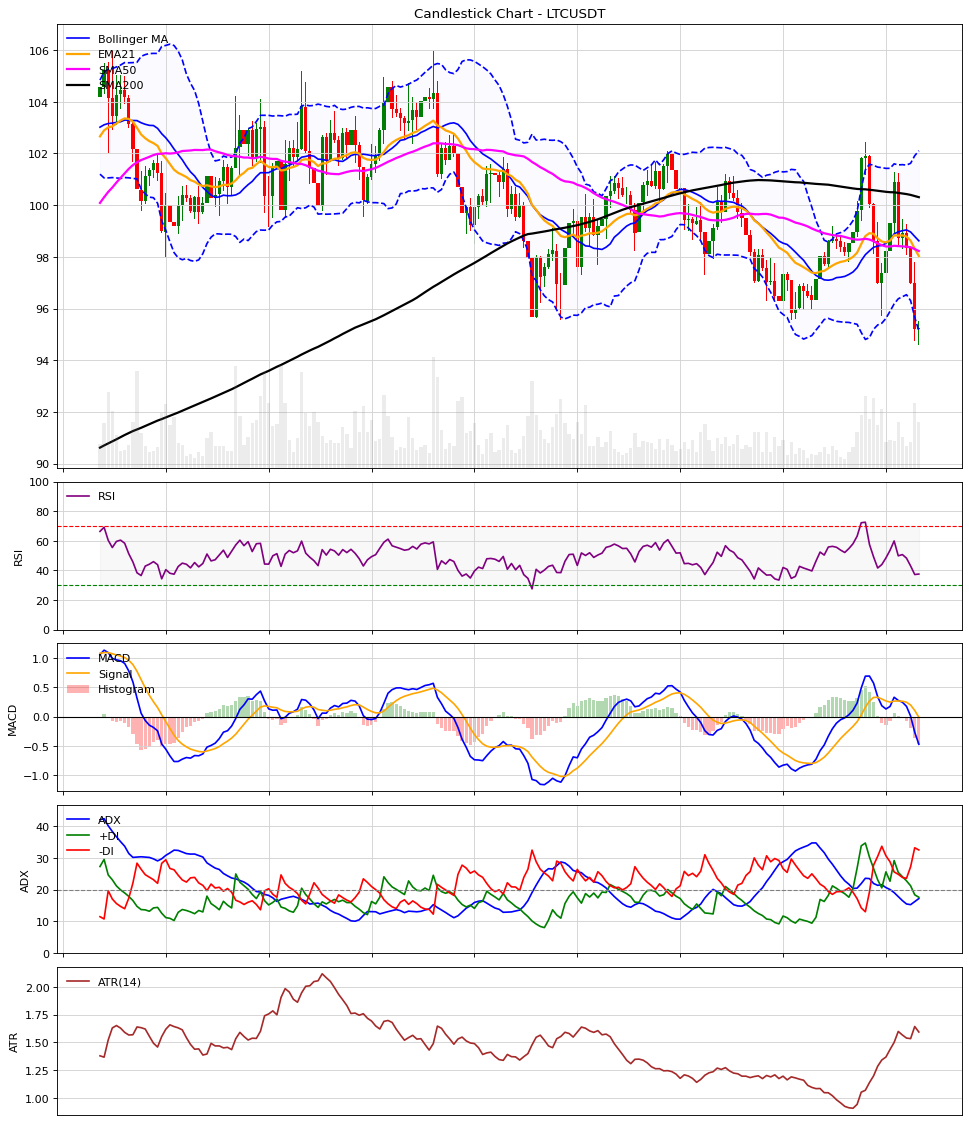 Candlestick Chart - LTCUSDT
Bollinger MA
EMA21
SMA50
SMA200
106
104
102
100
98
96
94
92
90
RSI
100
80
60
40
20
0
RSI
MACD
Signal
Histogram
1.0
0.5
0.0
−0.5
−1.0
MACD
ADX
+DI
-DI
40
30
20
10
0
ADX
ATR(14)
2.00
1.75
1.50
1.25
1.00
ATR